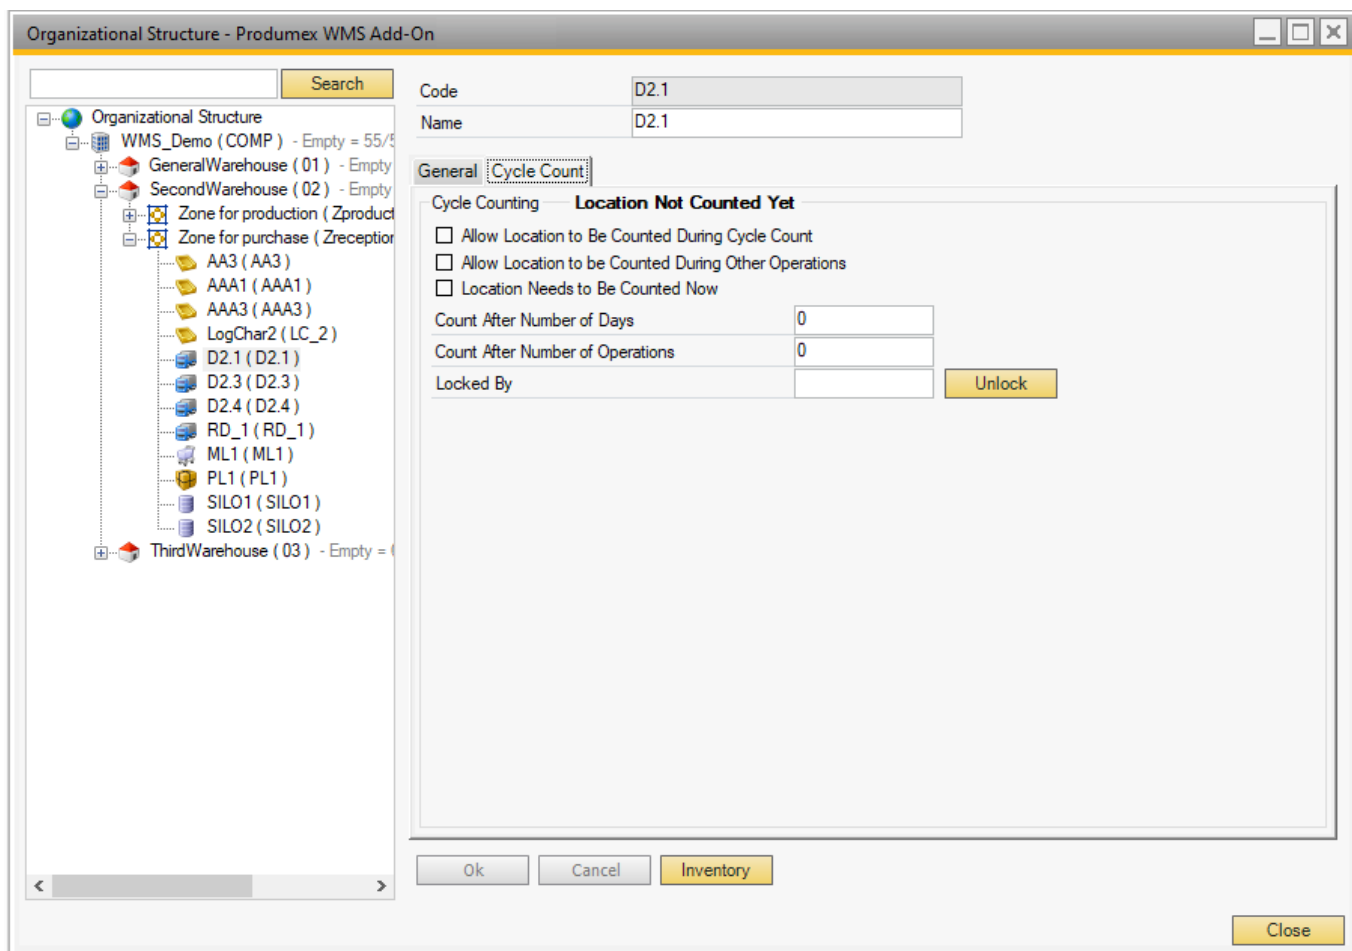 Organizational Structure - Produmex WMS Add-On
Search
Organizational Structure
WMS_Demo ( COMP ) - Empty = 55/5
GeneralWarehouse ( 01 ) - Empty
SecondWarehouse ( 02 ) - Empty
Zone for production ( Zproduct
Zone for purchase ( Zreception
AA3 ( AA3 )
AAA1 ( AAA1 )
AAA3 ( AAA3 )
LogChar2 ( LC_2 )
D2.1 ( D2.1 )
D2.3 ( D2.3 )
D2.4 ( D2.4 )
RD_1 ( RD_1 )
ML1 ( ML1 )
PL1 ( PL1 )
SILO1 ( SILO1 )
SILO2 ( SILO2 )
ThirdWarehouse ( 03 ) - Empty =
Code D2.1
Name D2.1
General Cycle Count
Cycle Counting Location Not Counted Yet
Allow Location to Be Counted During Cycle Count
Allow Location to be Counted During Other Operations
Location Needs to Be Counted Now
Count After Number of Days 0
Count After Number of Operations 0
Locked By Unlock
Ok Cancel Inventory
Close